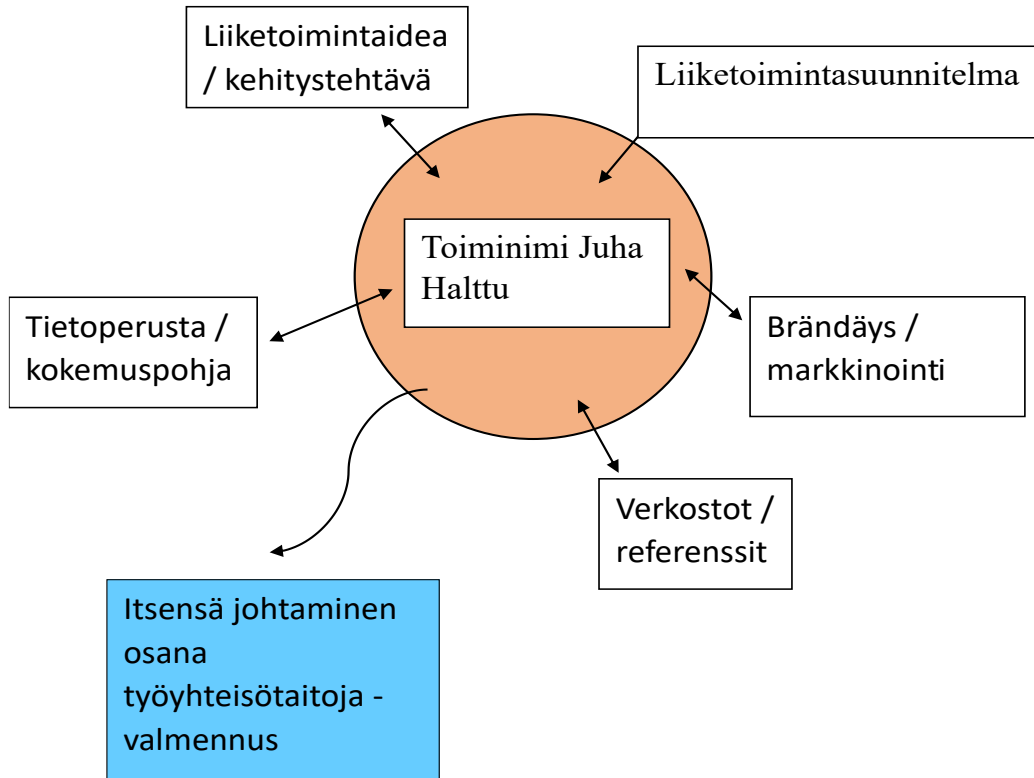 Liiketoimintaidea
/ kehitystehtävä
Liiketoimintasuunnitelma
Toiminimi Juha
Halttu
Tietoperusta /
kokemuspohja
Brändäys /
markkinointi
Verkostot /
referenssit
Itsensä johtaminen
osana
työyhteisötaitoja -
valmennus